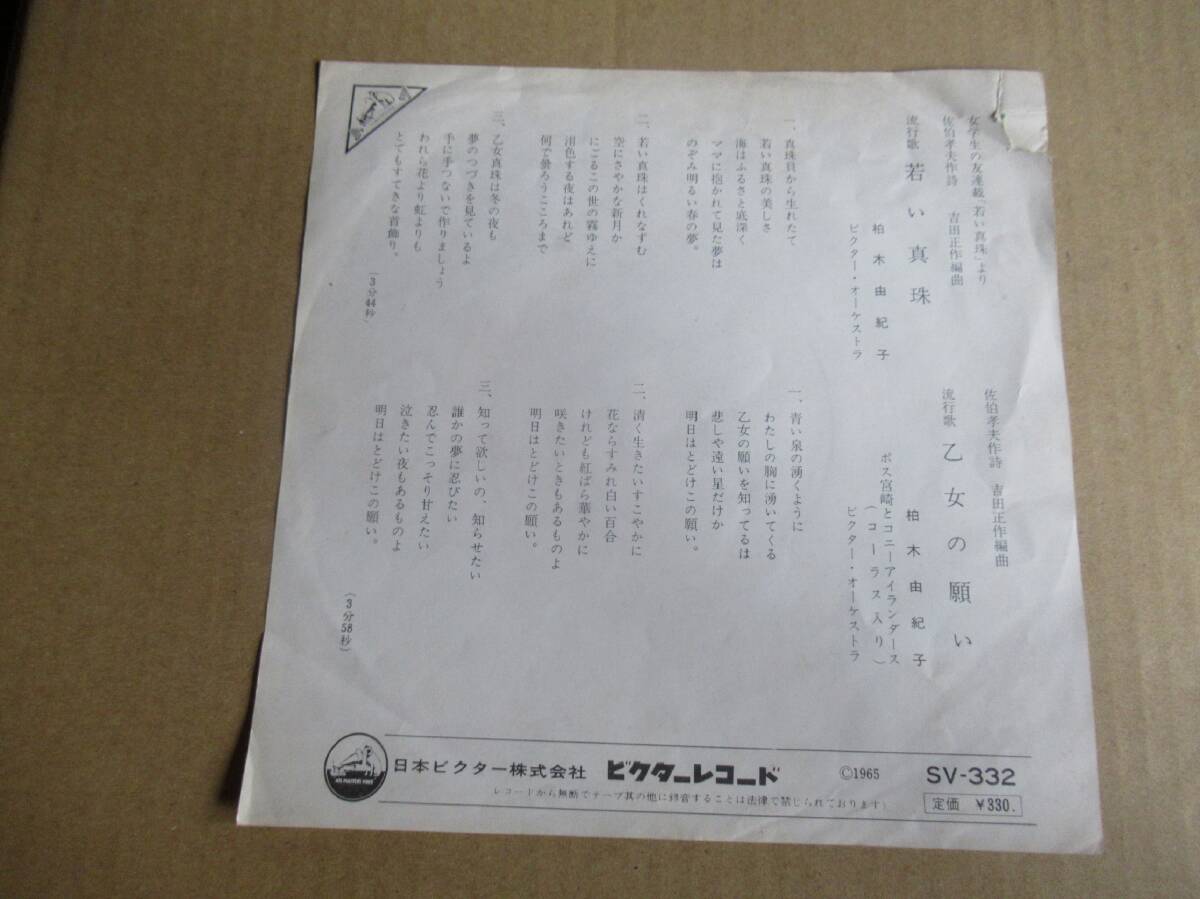 女学生の友連載「若い真珠」より
佐伯孝夫作詩 吉田正作編曲
流行歌 若い真珠
柏木由紀子
ビクター・オーケストラ
一、真珠貝から生れたて
若い真珠の美しさ
海はふるさと底深く
ママに抱かれて見た夢は
のぞみ明るい春の夢。
二、若い真珠はくれなずむ
空にさやかな新月か
にごるこの世の霧ゆえに
泪色する夜はあれど
何で曇ろうこころまで
三、乙女真珠は冬の夜も
夢のつづきを見ているよ
手に手つないで作りましょう
われら花より虹よりも
とてもすてきな首飾り。
(3分44秒)
佐伯孝夫作詩 吉田正作編曲
流行歌 乙女の願い
柏木由紀子
ボス宮崎とコニーアイランダース
(コーラス入り)
ビクター・オーケストラ
一、青い泉の湧くように
わたしの胸に湧いてくる
乙女の願いを知ってるは
悲しや遠い星だけか
明日はとどけこの願い。
二、清く生きたいすこやかに
花ならすみれ白い百合
けれども紅ばら華やかに
咲きたいときもあるものよ
明日はとどけこの願い。
三、知って欲しいの、知らせたい
誰かの夢に忍びたい
忍んでこっそり甘えたい
泣きたい夜もあるものよ
明日はとどけこの願い。
(3分58秒)
HIS MASTER'S VOICE
日本ビクター株式会社 ビクターレコード ©1965 SV-332
レコードから無断でテープ其の他に録音することは法律で禁じられております)
定価 ¥330.